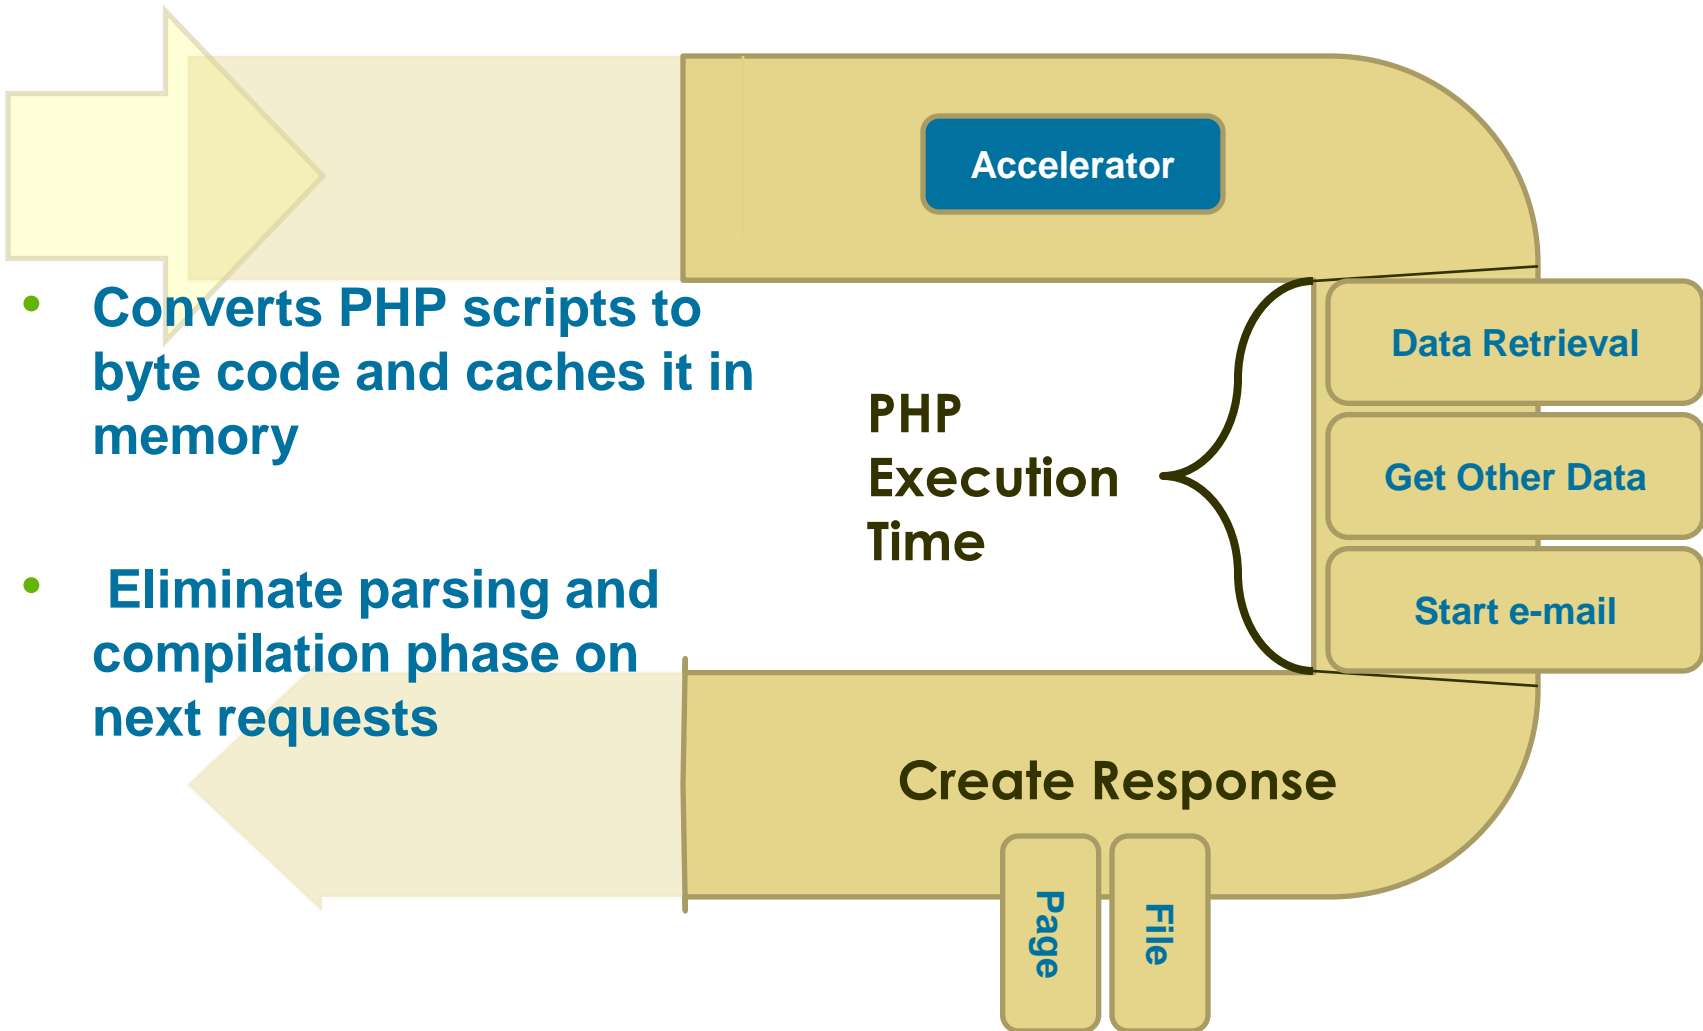 Accelerator
• Converts PHP scripts to
byte code and caches it in
memory
• Eliminate parsing and
compilation phase on
next requests
PHP
Execution
Time
Data Retrieval
Get Other Data
Start e-mail
Create Response
Page
File